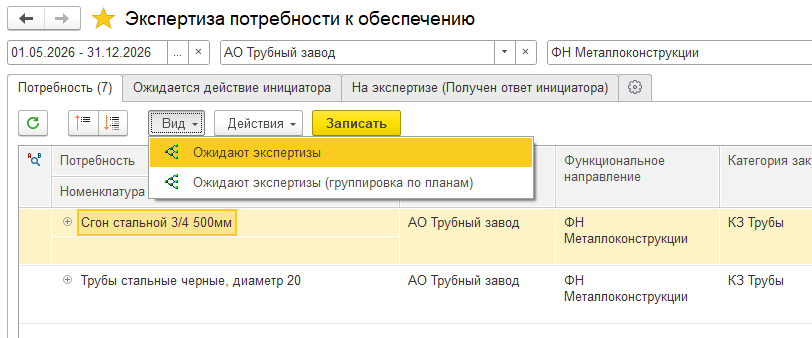 Экспертиза потребности к обеспечению
01.05.2026 - 31.12.2026 ... × АО Трубный завод × ФН Металлоконструкции
Потребность (7) Ожидается действие инициатора На экспертизе (Получен ответ инициатора)
Вид Действия Записать
Ожидают экспертизы
Ожидают экспертизы (группировка по планам)
Потребность Функциональное направление Категория зак
Номенклатура
Сгон стальной 3/4 500мм АО Трубный завод ФН КЗ Трубы
Металлоконструкции
Трубы стальные черные, диаметр 20 АО Трубный завод ФН КЗ Трубы
Металлоконструкции